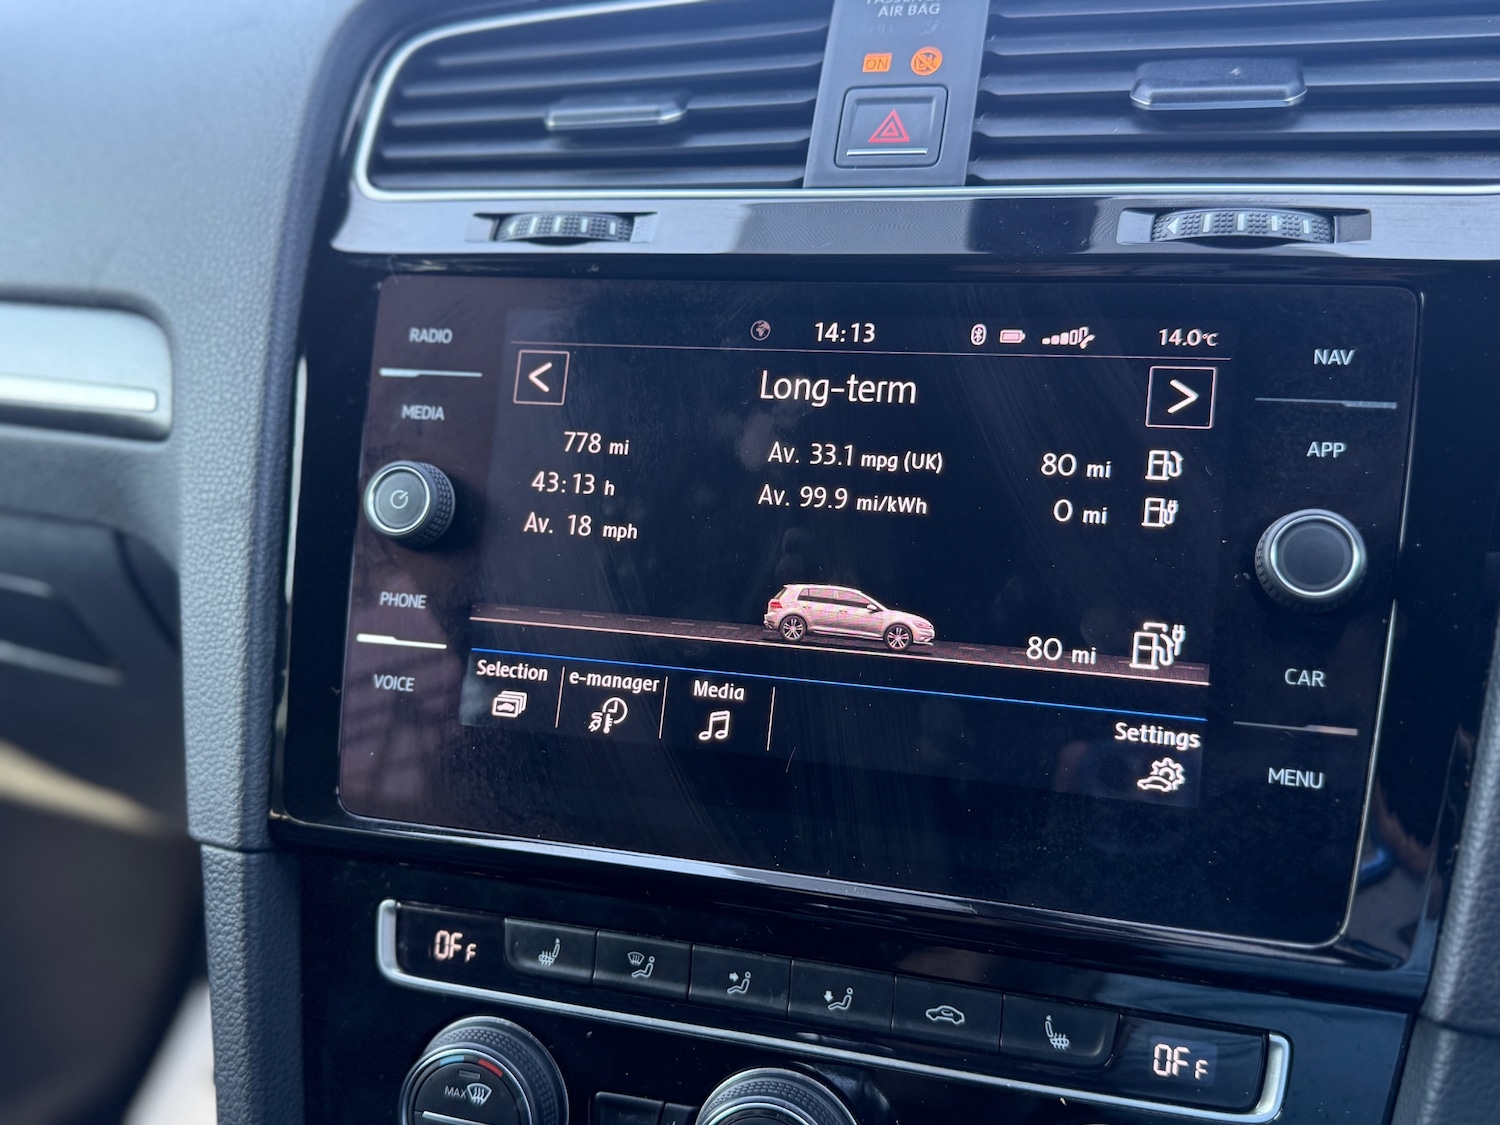 AIR BAG
ON
14:13
14.0°C
RADIO
MEDIA
PHONE
VOICE
<
Long-term
>
778 mi
43:13 h
Av. 18 mph
Av. 33.1 mpg (UK)
Av. 99.9 mi/kWh
80 mi
0 mi
80 mi
Selection
e-manager
Media
Settings
NAV
APP
CAR
MENU
OFF
OFF
MAX